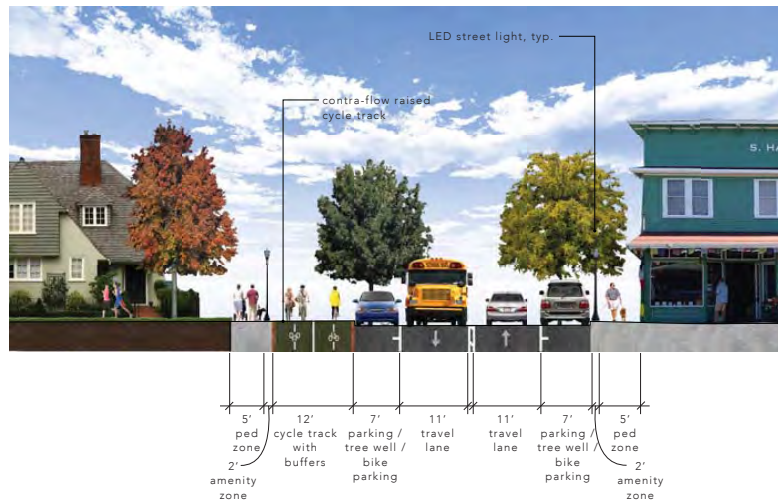 LED street light, typ.
contra-flow raised
cycle track
S. HA
5’
ped
zone
2’
amenity
zone
12’
cycle track
with
buffers
7’
parking /
tree well /
bike
parking
11’
travel
lane
11’
travel
lane
7’
parking /
tree well /
bike
parking
5’
ped
zone
2’
amenity
zone